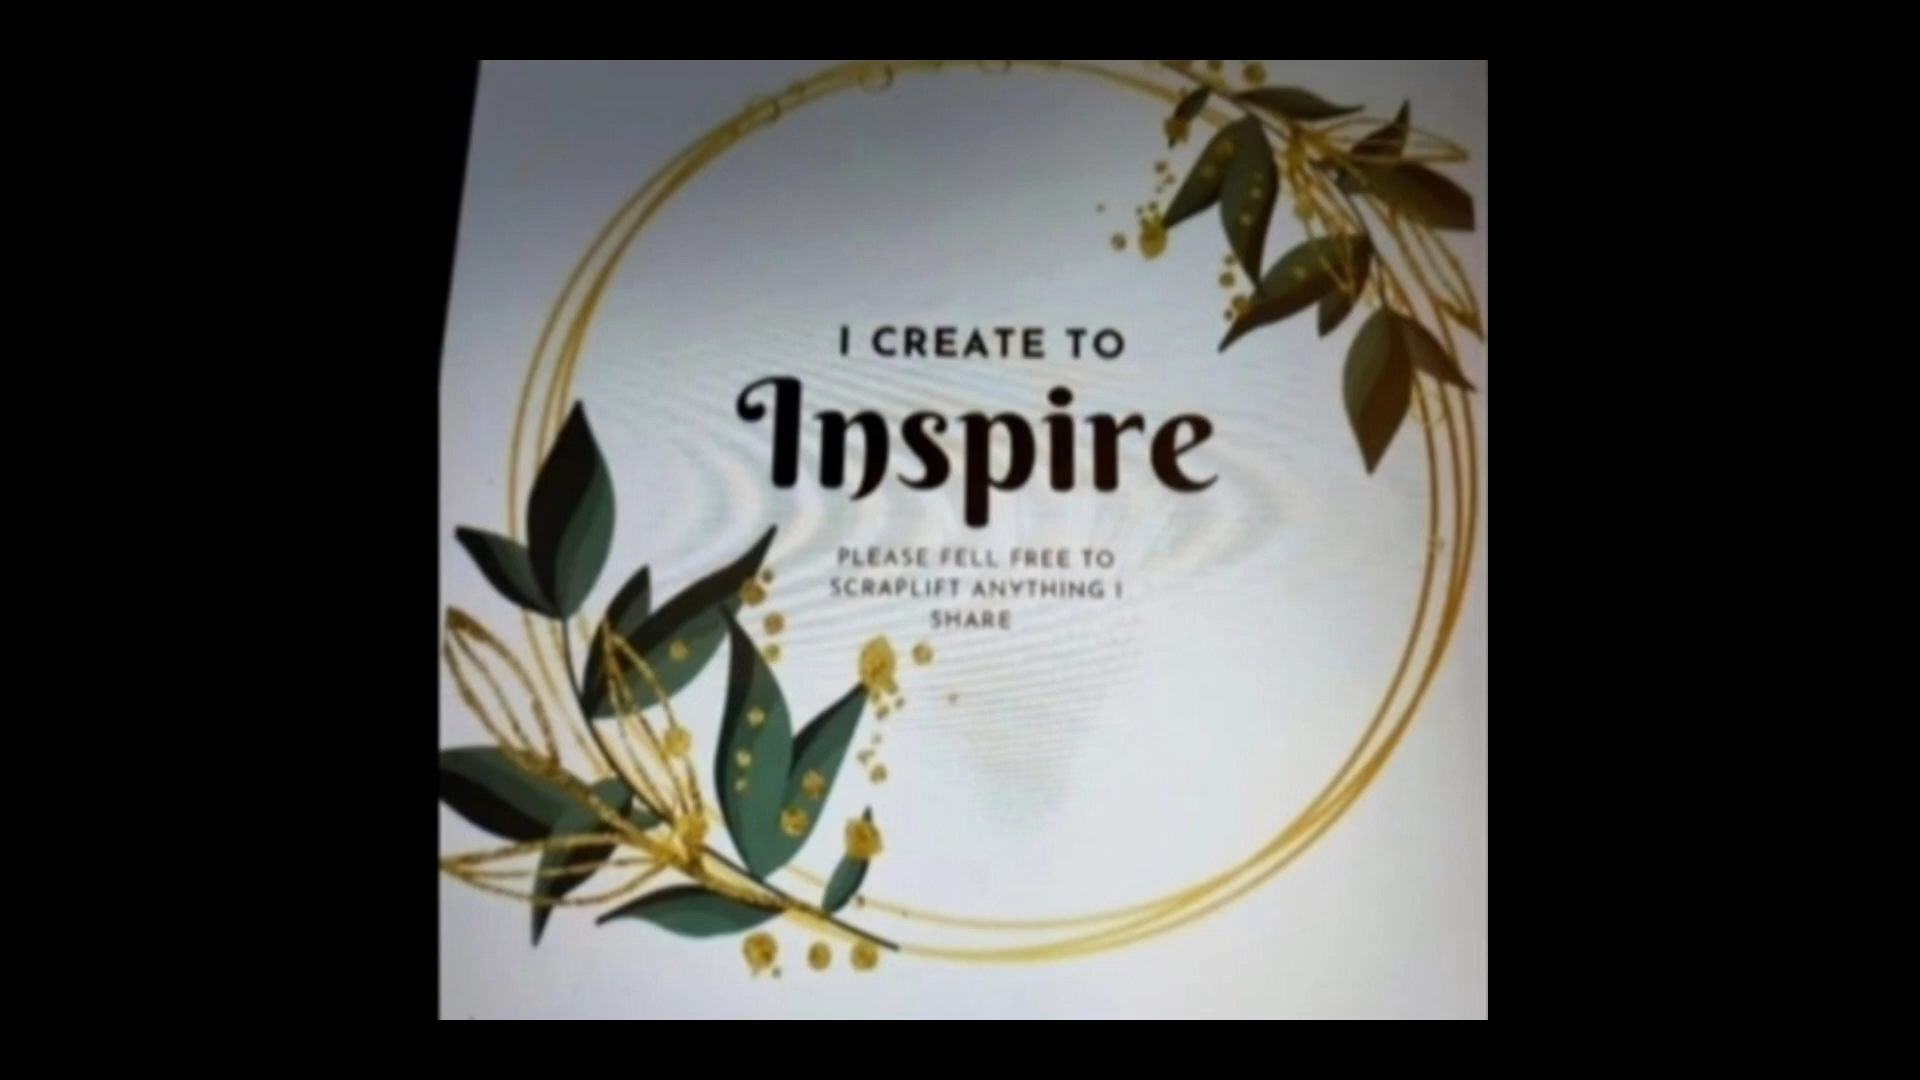 I CREATE TO
Inspire
PLEASE FELL FREE TO
SCRAPLIFT ANYTHING I
SHARE